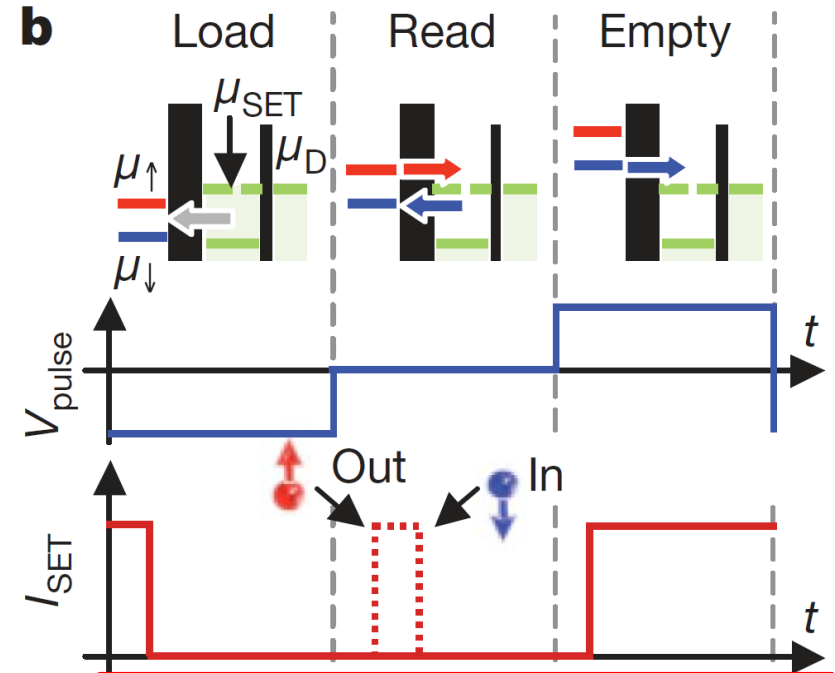 b
Load
Read
Empty
μSET
μD
μ↑
μ↓
Vpulse
t
Out
In
ISET
t